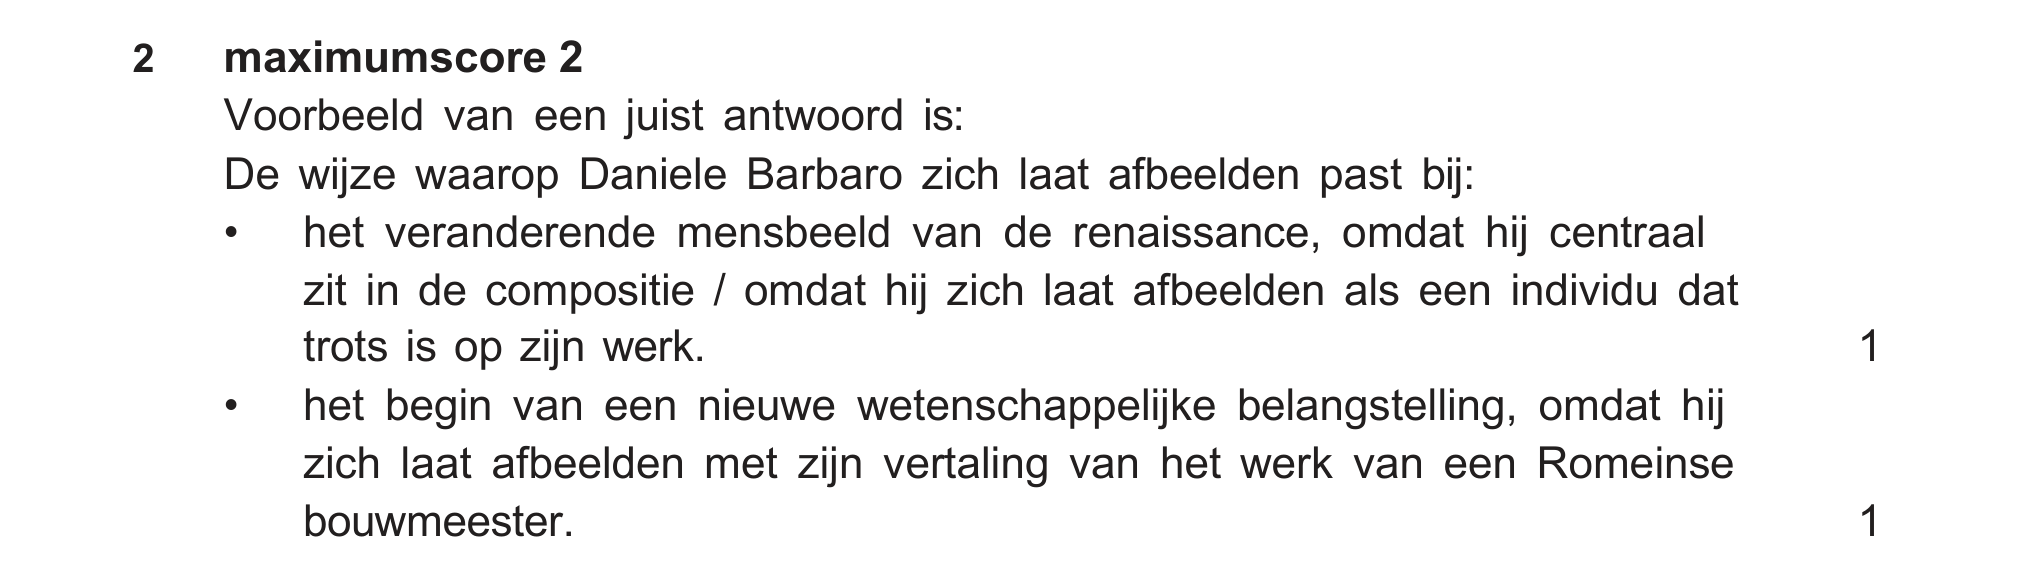 2 maximumscore 2
Voorbeeld van een juist antwoord is:
De wijze waarop Daniele Barbaro zich laat afbeelden past bij:
• het veranderende mensbeeld van de renaissance, omdat hij centraal
zit in de compositie / omdat hij zich laat afbeelden als een individu dat
trots is op zijn werk. 1
• het begin van een nieuwe wetenschappelijke belangstelling, omdat hij
zich laat afbeelden met zijn vertaling van het werk van een Romeinse
bouwmeester. 1